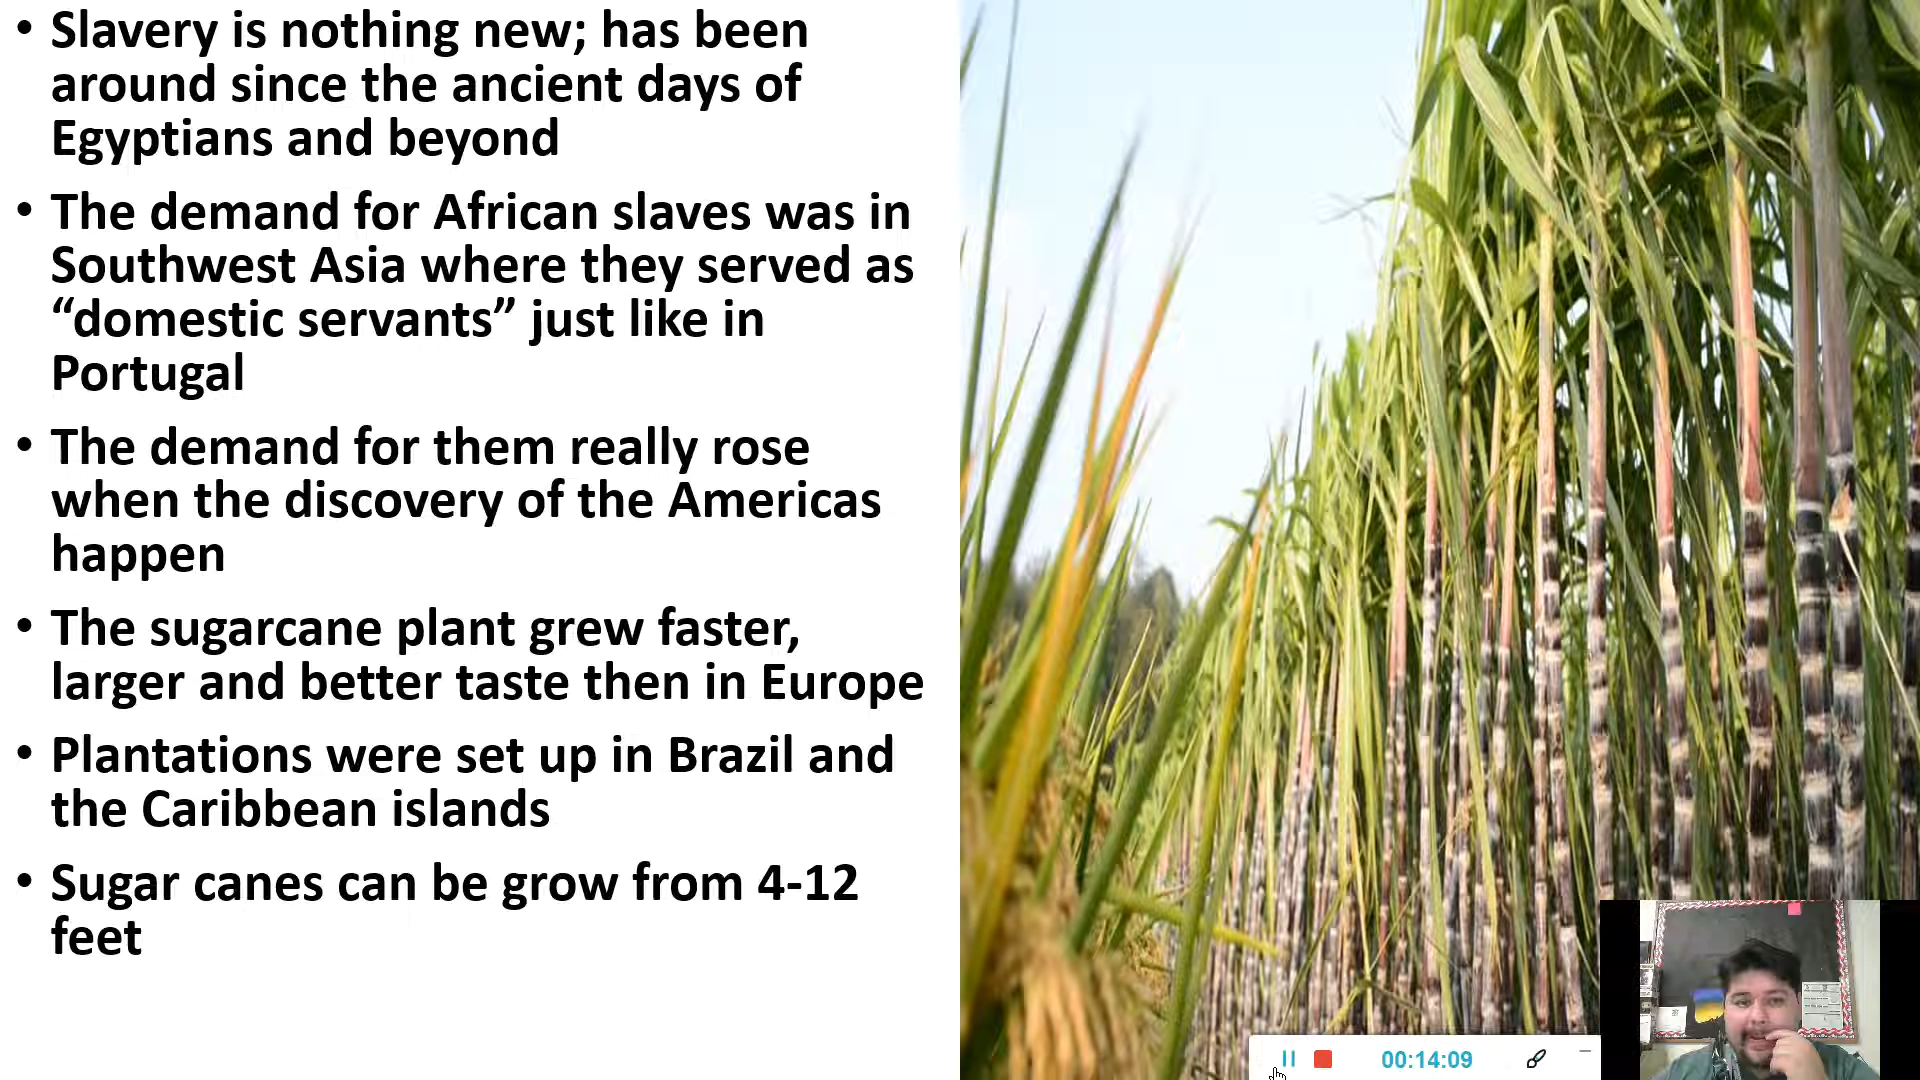 • Slavery is nothing new; has been
around since the ancient days of
Egyptians and beyond
• The demand for African slaves was in
Southwest Asia where they served as
“domestic servants” just like in
Portugal
• The demand for them really rose
when the discovery of the Americas
happen
• The sugarcane plant grew faster,
larger and better taste then in Europe
• Plantations were set up in Brazil and
the Caribbean islands
• Sugar canes can be grow from 4-12
feet
00:14:09